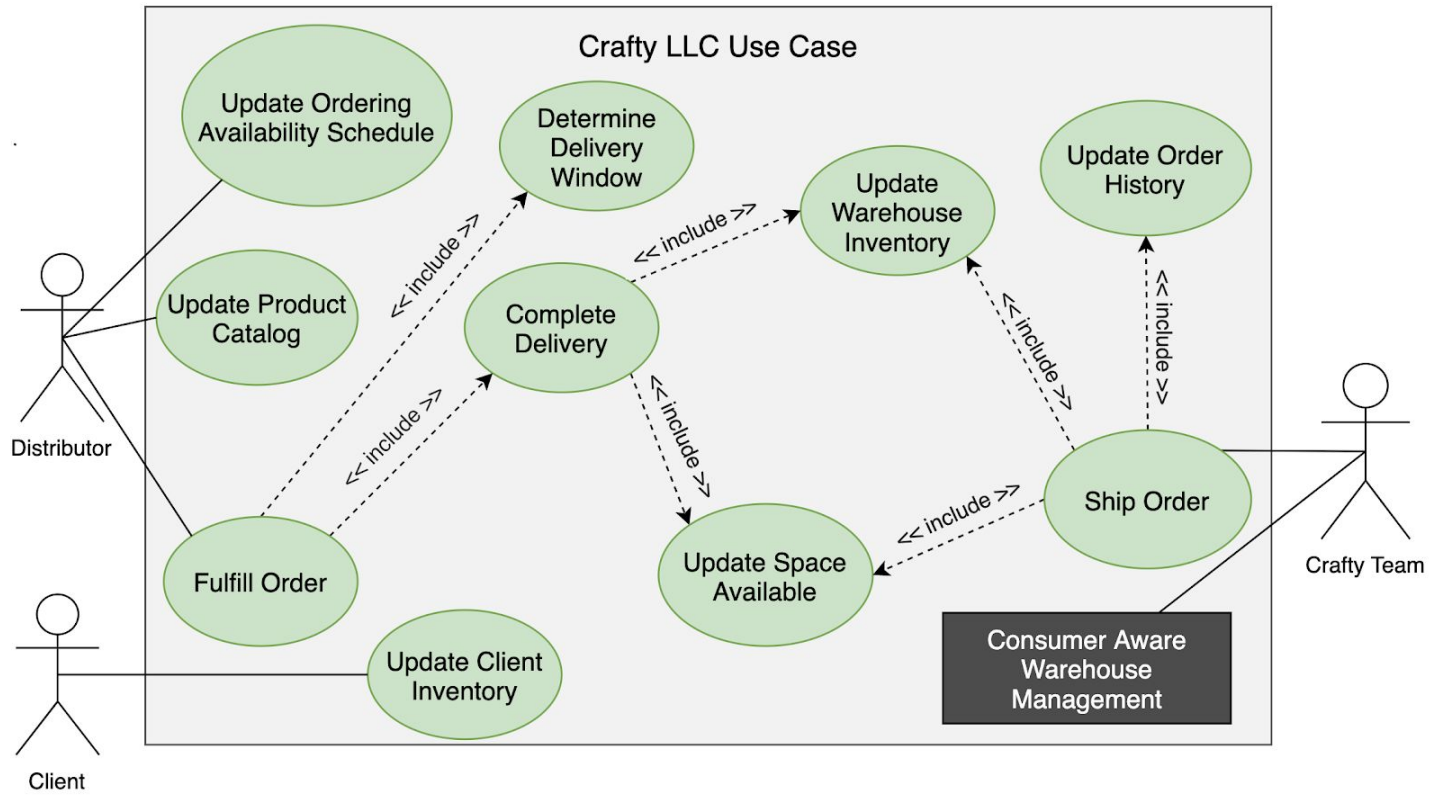 Crafty LLC Use Case
Update Ordering
Availability Schedule
Determine
Delivery
Window
Update
Warehouse
Inventory
Update Order
History
<< include >>
<< include >>
<< include >>
<< include >>
Update Product
Catalog
Complete
Delivery
<< include >>
<< include >>
<< include >>
Distributor
Fulfill Order
Update Space
Available
Ship Order
Crafty Team
Consumer Aware
Warehouse
Management
Update Client
Inventory
Client